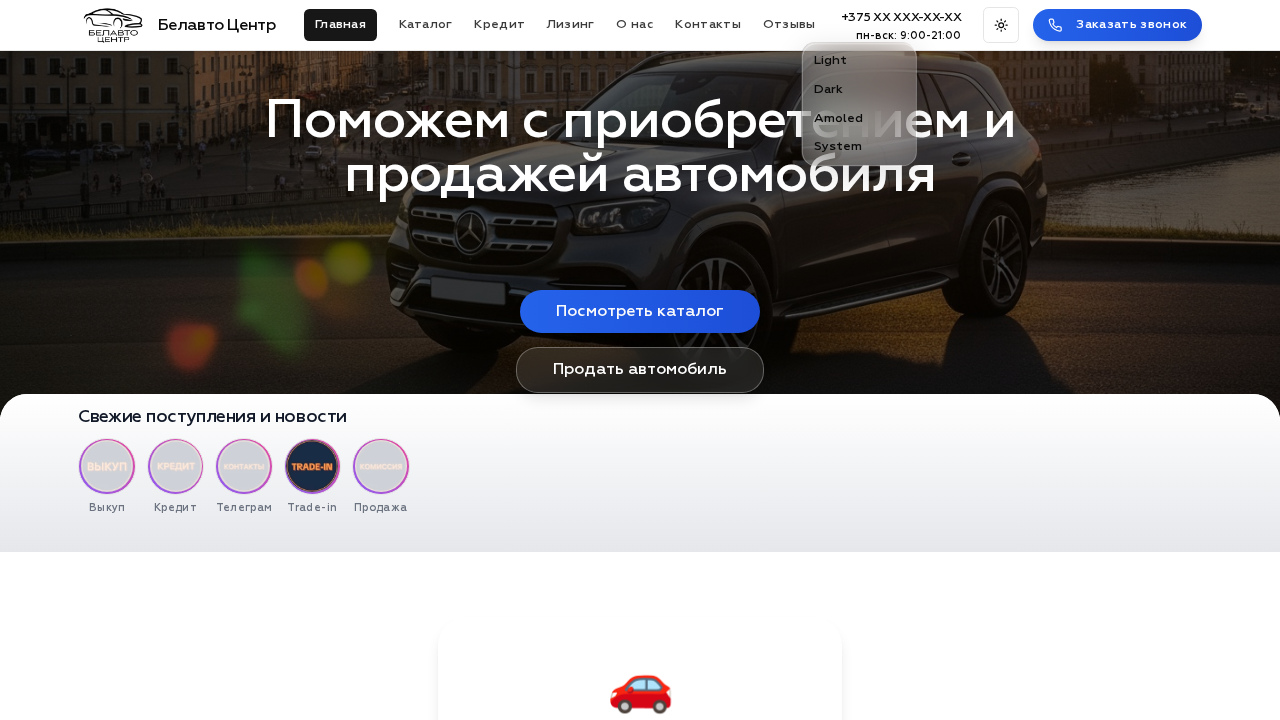 БЕЛАВТО
ЦЕНТР
Белавто Центр
Главная
Каталог
Кредит
Лизинг
О нас
Контакты
Отзывы
+375 XX XXX-XX-XX
пн-вск: 9:00-21:00
Заказать звонок
Light
Dark
Amoled
System
Поможем с приобретением и
продажей автомобиля
Посмотреть каталог
Продать автомобиль
Свежие поступления и новости
ВЫКУП
КРЕДИТ
КОНТАКТЫ
TRADE-IN
КОМИССИЯ
Выкуп
Кредит
Телеграм
Trade-in
Продажа